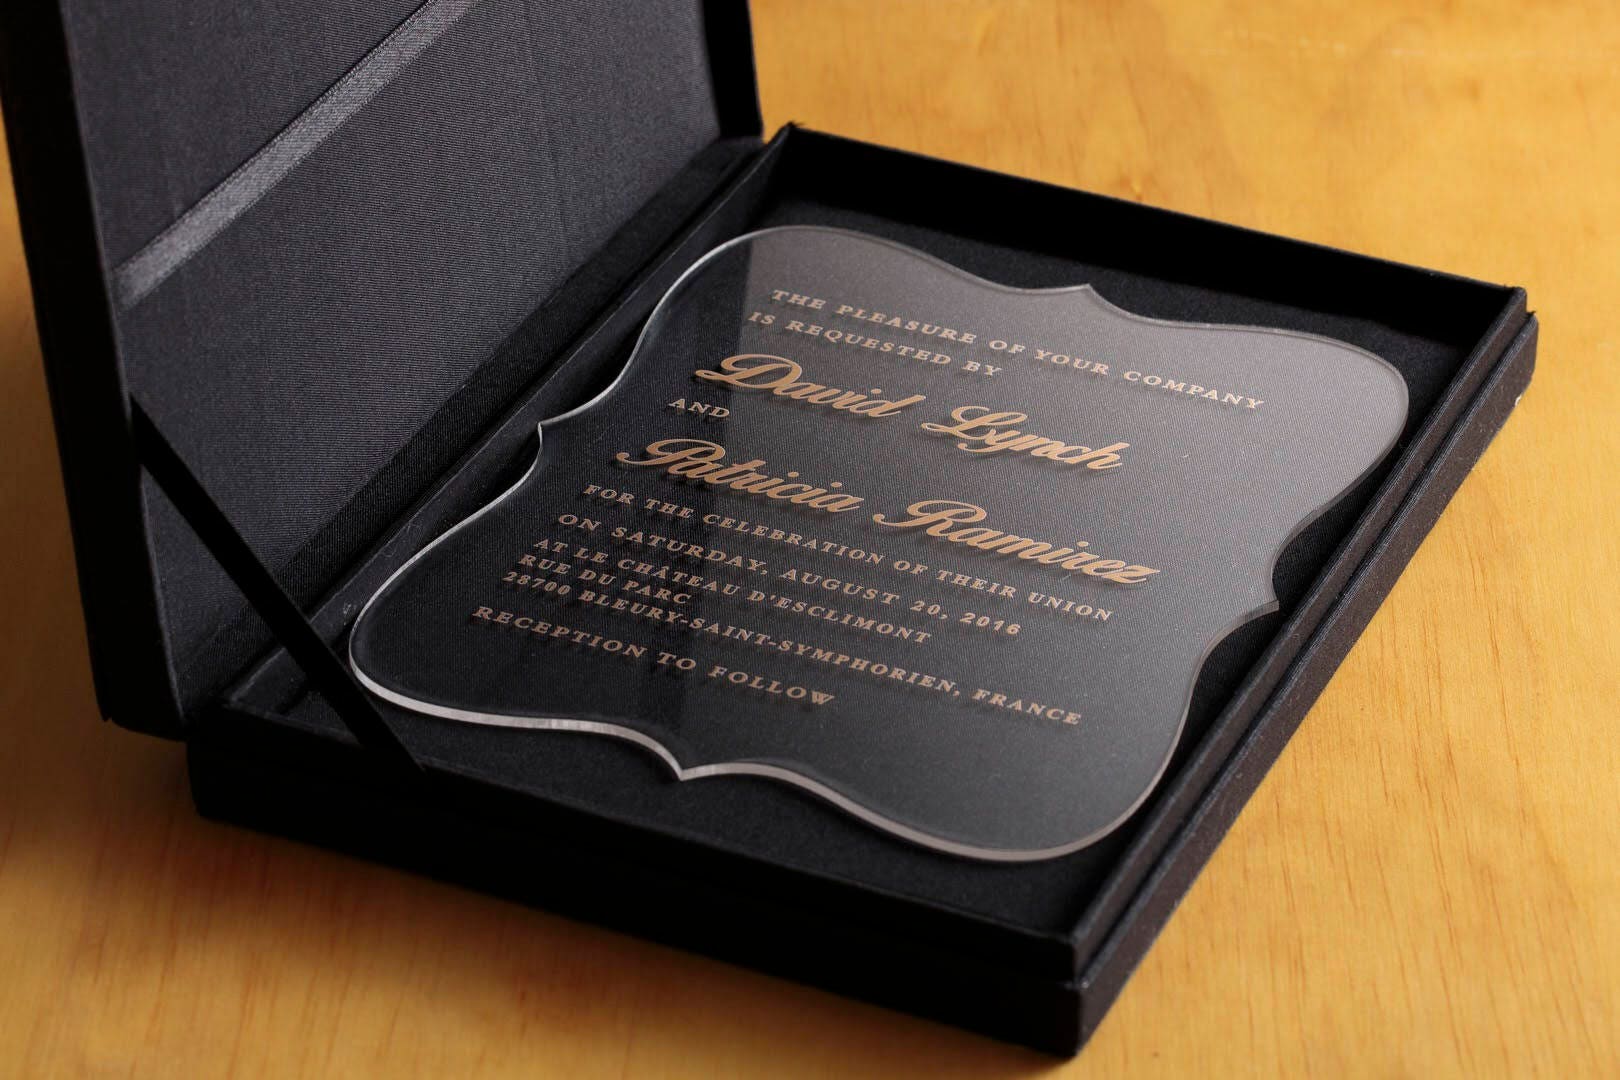 THE PLEASURE OF YOUR COMPANY
IS REQUESTED BY
David Lynch
AND
Patricia Ramirez
FOR THE CELEBRATION OF THEIR UNION
ON SATURDAY, AUGUST 20, 2016
AT LE CHÂTEAU D'ESCLIMONT
RUE DU PARC
28700 BLEURY-SAINT-SYMPHORIEN, FRANCE
RECEPTION TO FOLLOW